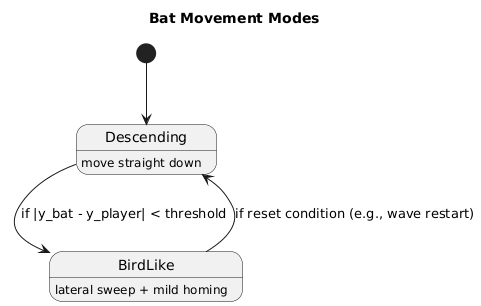 Bat Movement Modes
Descending
move straight down
if |y_bat - y_player| < threshold
if reset condition (e.g., wave restart)
BirdLike
lateral sweep + mild homing